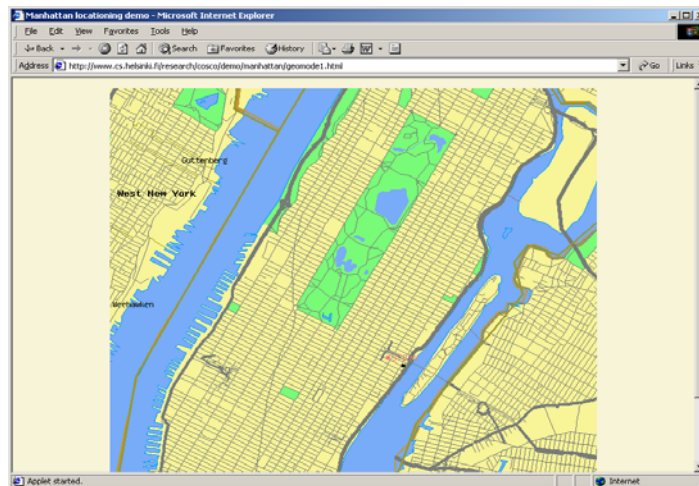 Manhattan locationing demo - Microsoft Internet Explorer
File Edit View Favorites Tools Help
Back Search Favorites History
Address http://www.cs.helsinki.fi/research/cosco/demo/manhattan/geomode1.html Go Links
Guttenberg
West New York
Weehawken
Applet started. Internet